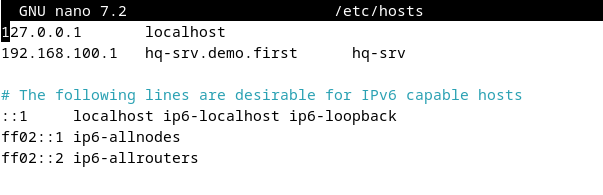 GNU nano 7.2 /etc/hosts
127.0.0.1 localhost
192.168.100.1 hq-srv.demo.first hq-srv
# The following lines are desirable for IPv6 capable hosts
::1 localhost ip6-localhost ip6-loopback
ff02::1 ip6-allnodes
ff02::2 ip6-allrouters